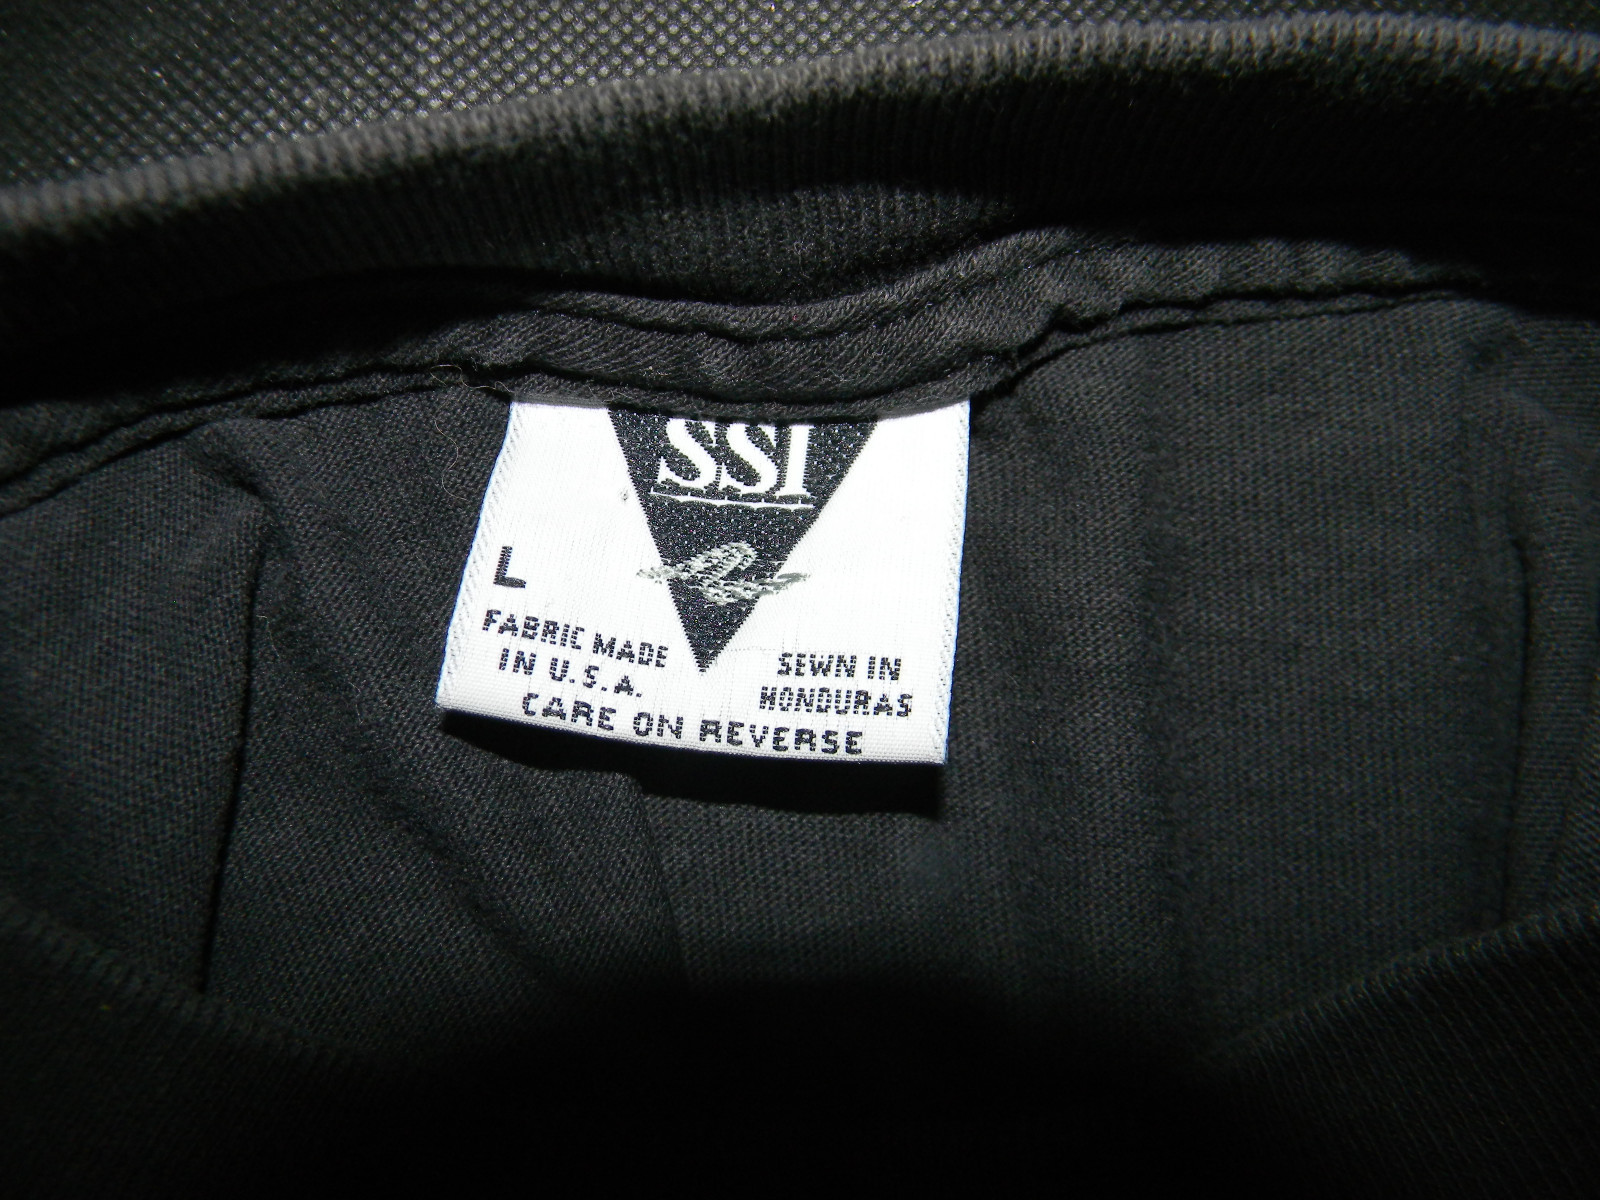 SSI
L
FABRIC MADE
IN U.S.A.
SEWN IN
HONDURAS
CARE ON REVERSE